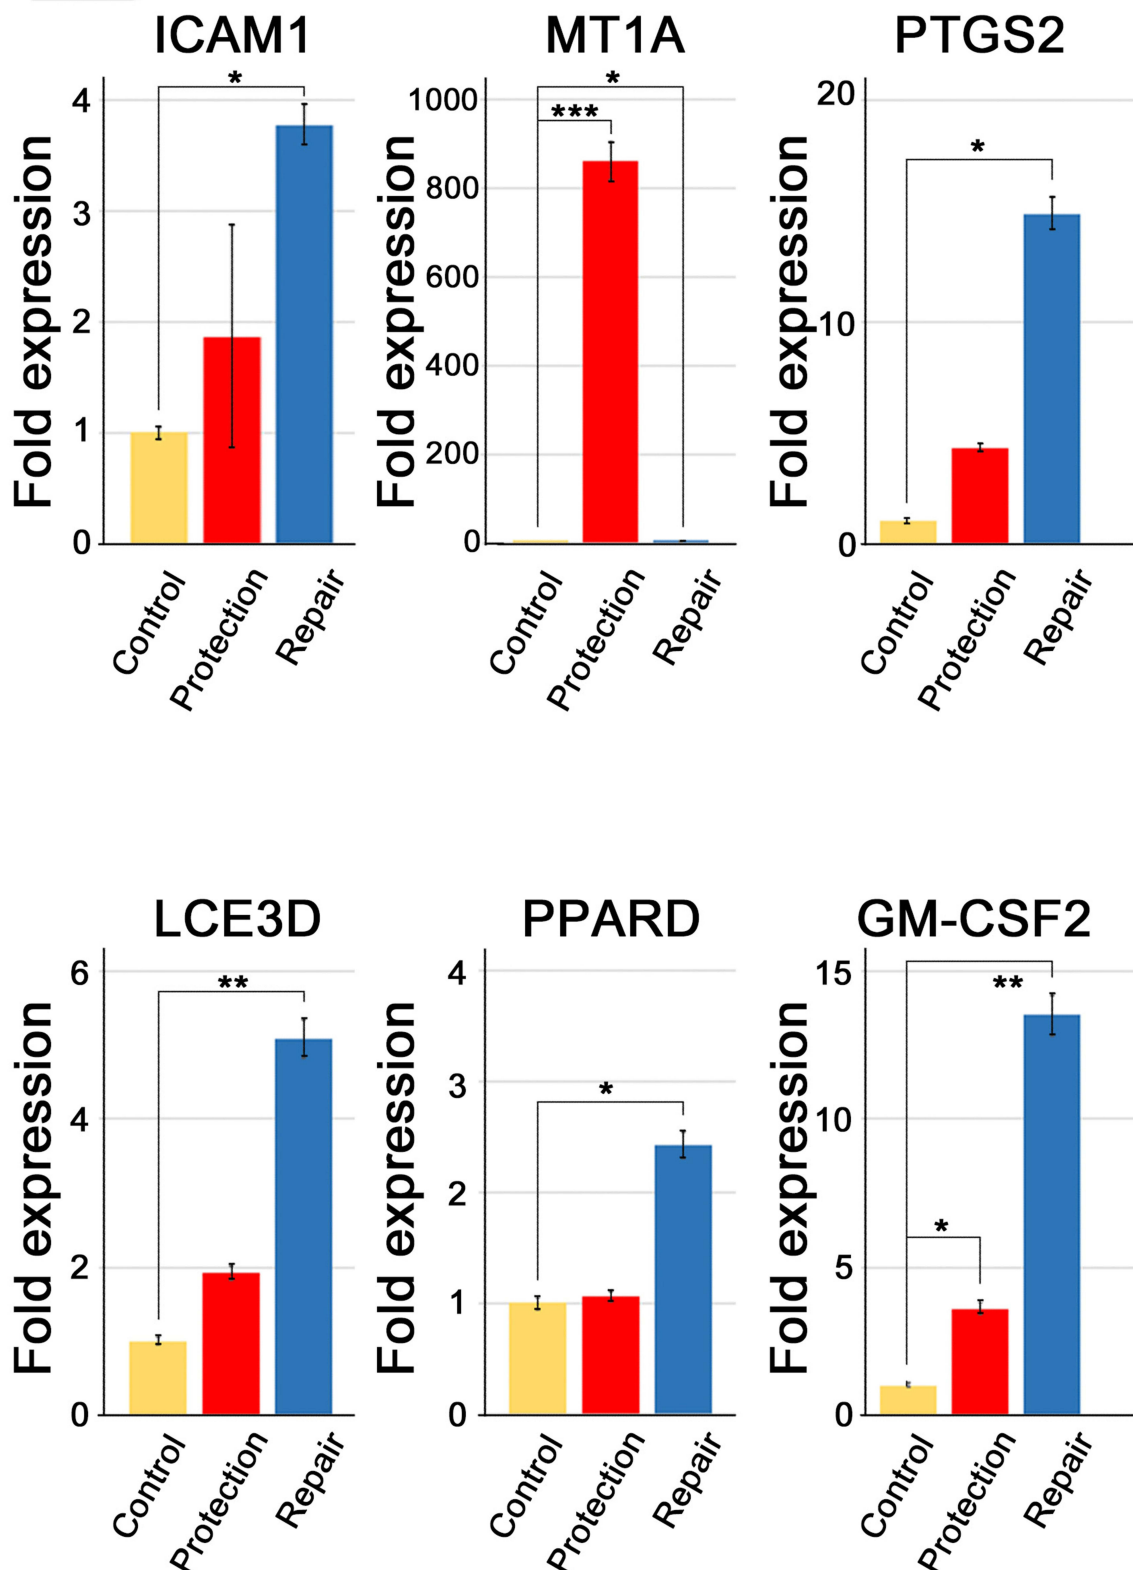 ICAM1
*
4
3
2
1
0
Fold expression
Control
Protection
Repair
MT1A
*
***
1000
800
600
400
200
0
Fold expression
Control
Protection
Repair
PTGS2
*
20
10
0
Fold expression
Control
Protection
Repair
LCE3D
**
6
4
2
0
Fold expression
Control
Protection
Repair
PPARD
*
4
3
2
1
0
Fold expression
Control
Protection
Repair
GM-CSF2
**
*
15
10
5
0
Fold expression
Control
Protection
Repair